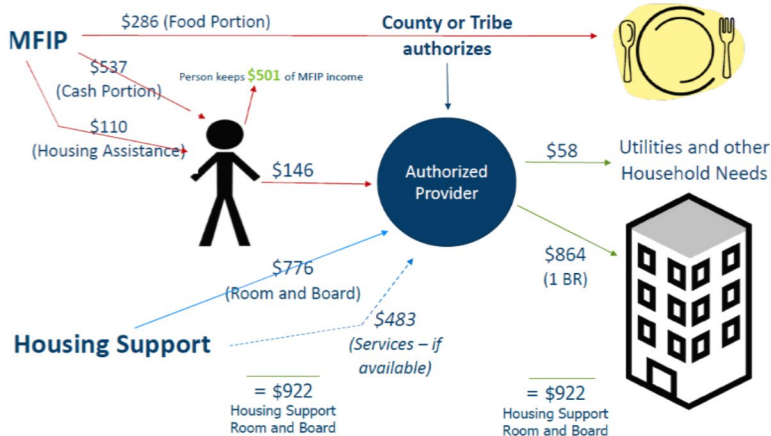 MFIP
$286 (Food Portion)
County or Tribe
authorizes
$537
(Cash Portion)
Person keeps $501 of MFIP income
$110
(Housing Assistance)
$146
Authorized
Provider
$58
Utilities and other
Household Needs
$864
(1 BR)
$776
(Room and Board)
Housing Support
$483
(Services – if
available)
= $922
Housing Support
Room and Board
= $922
Housing Support
Room and Board